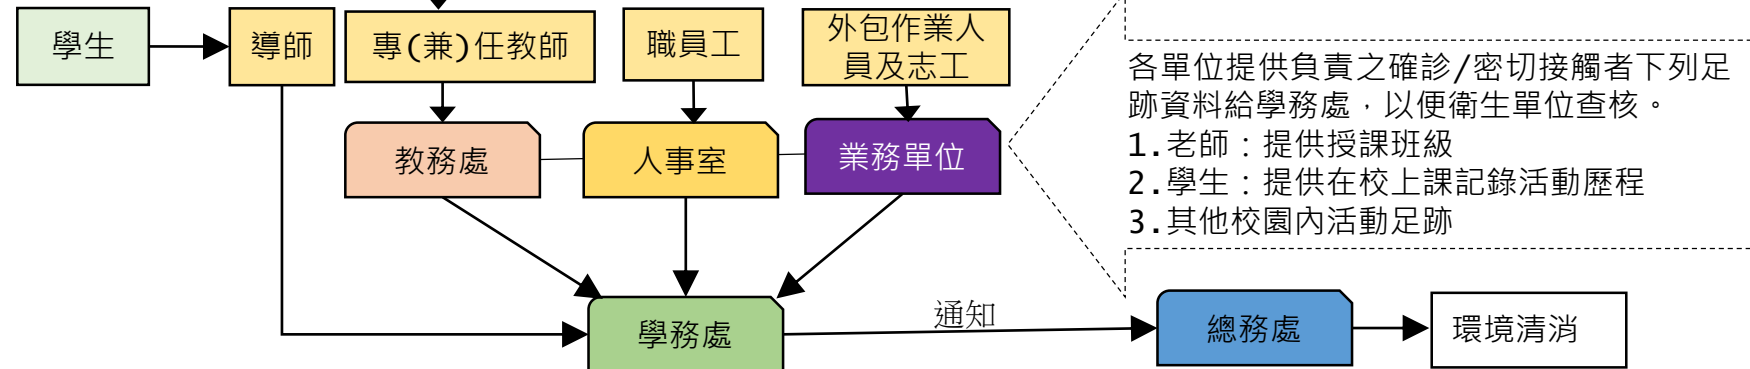 學生
導師
專(兼)任教師
職員工
外包作業人
員及志工
教務處
人事室
業務單位
各單位提供負責之確診/密切接觸者下列足
跡資料給學務處，以便衛生單位查核。
1.老師：提供授課班級
2.學生：提供在校上課記錄活動歷程
3.其他校園內活動足跡
學務處
通知
總務處
環境清消